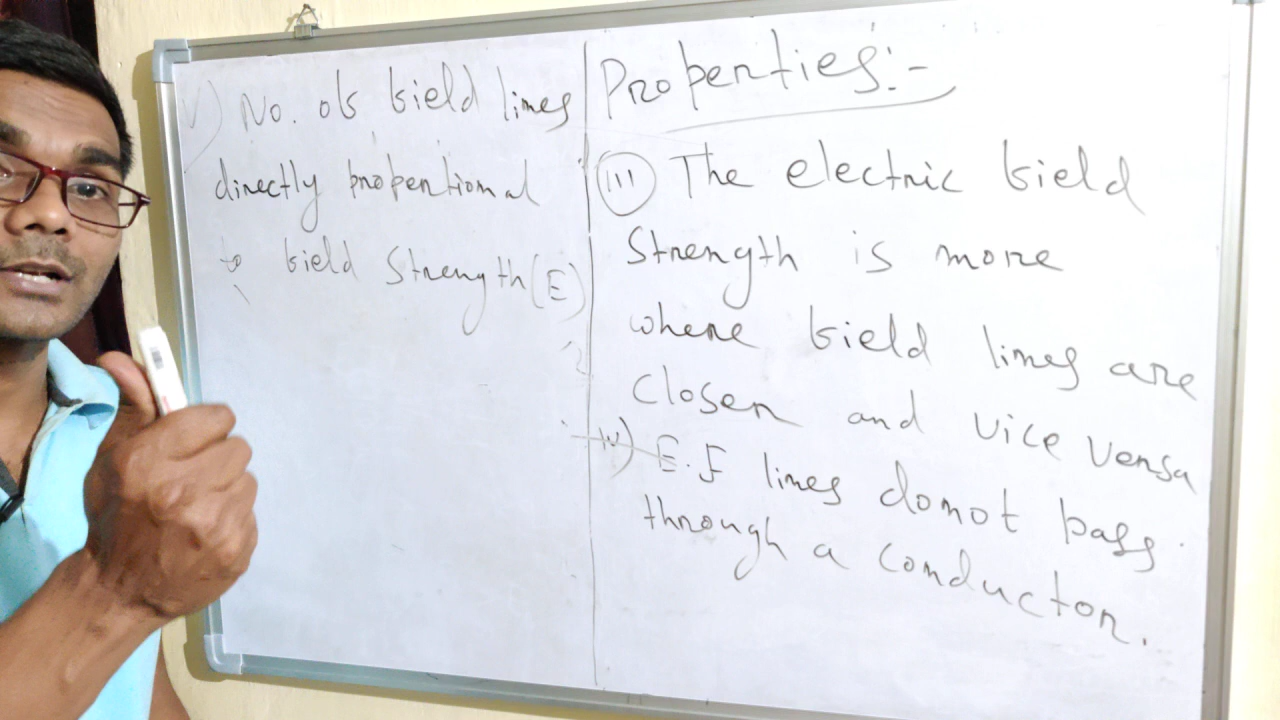 Properties:-
(iii) The electric field
Strength is more
where field lines are
closer and vice versa
iv) E.F lines donot pass
through a conductor.
v) No. of field lines
directly propertional
to field Strength (E)